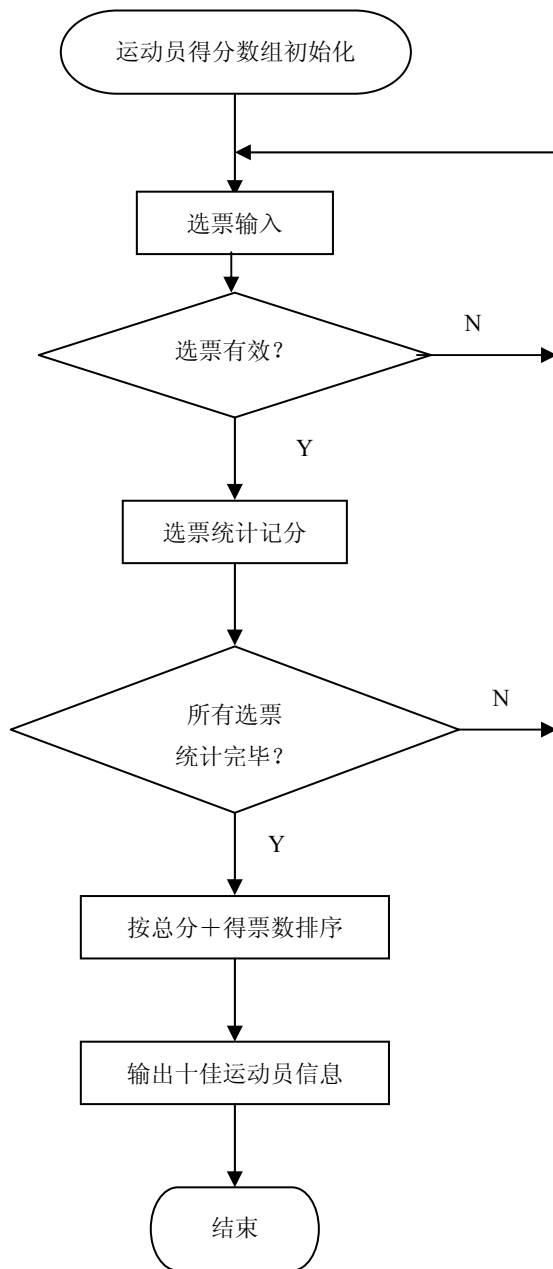 运动员得分数组初始化
选票输入
选票有效？
N
Y
选票统计记分
所有选票
统计完毕？
N
Y
按总分＋得票数排序
输出十佳运动员信息
结束